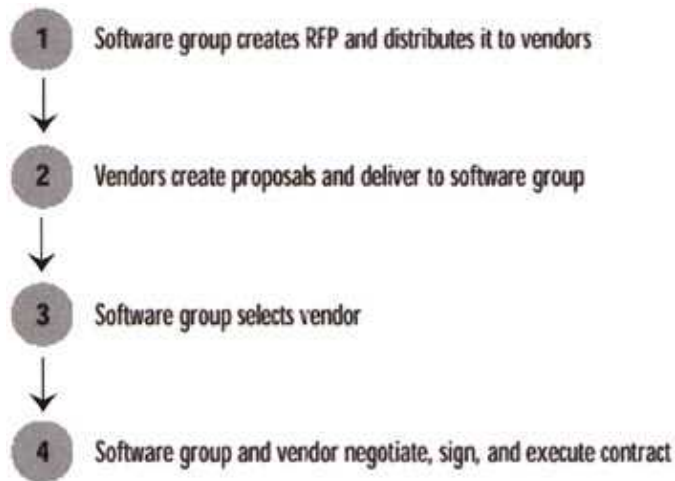 1 Software group creates RFP and distributes it to vendors
2 Vendors create proposals and deliver to software group
3 Software group selects vendor
4 Software group and vendor negotiate, sign, and execute contract